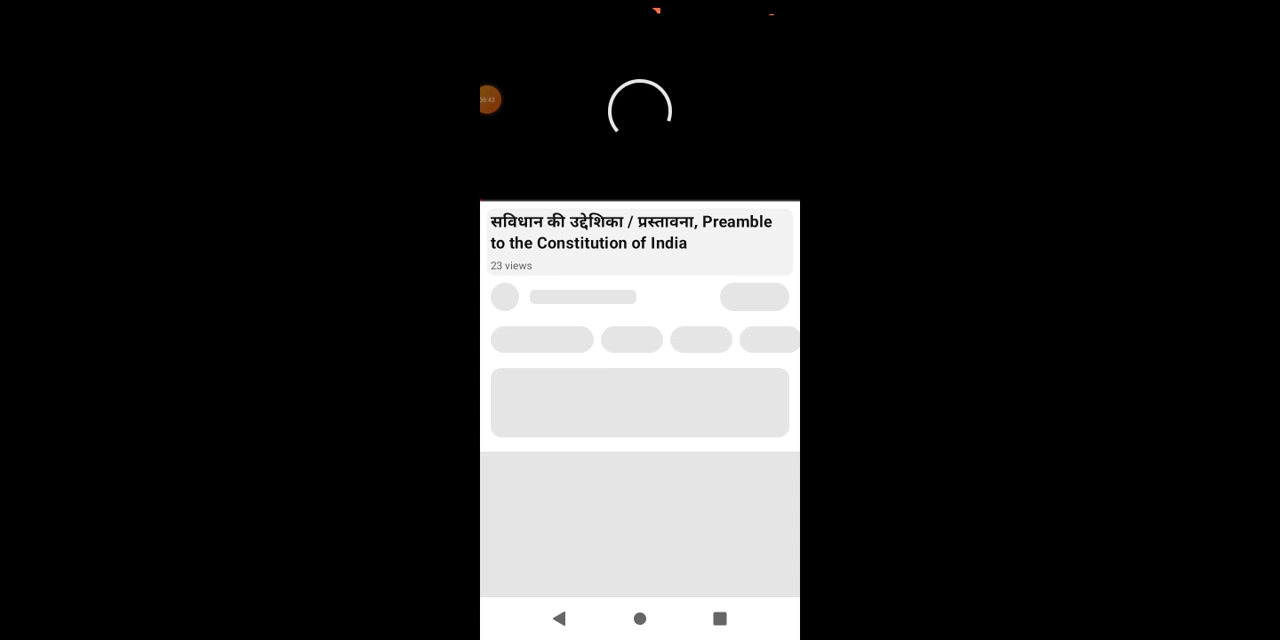 सविधान की उद्देशिका / प्रस्तावना, Preamble
to the Constitution of India
23 views